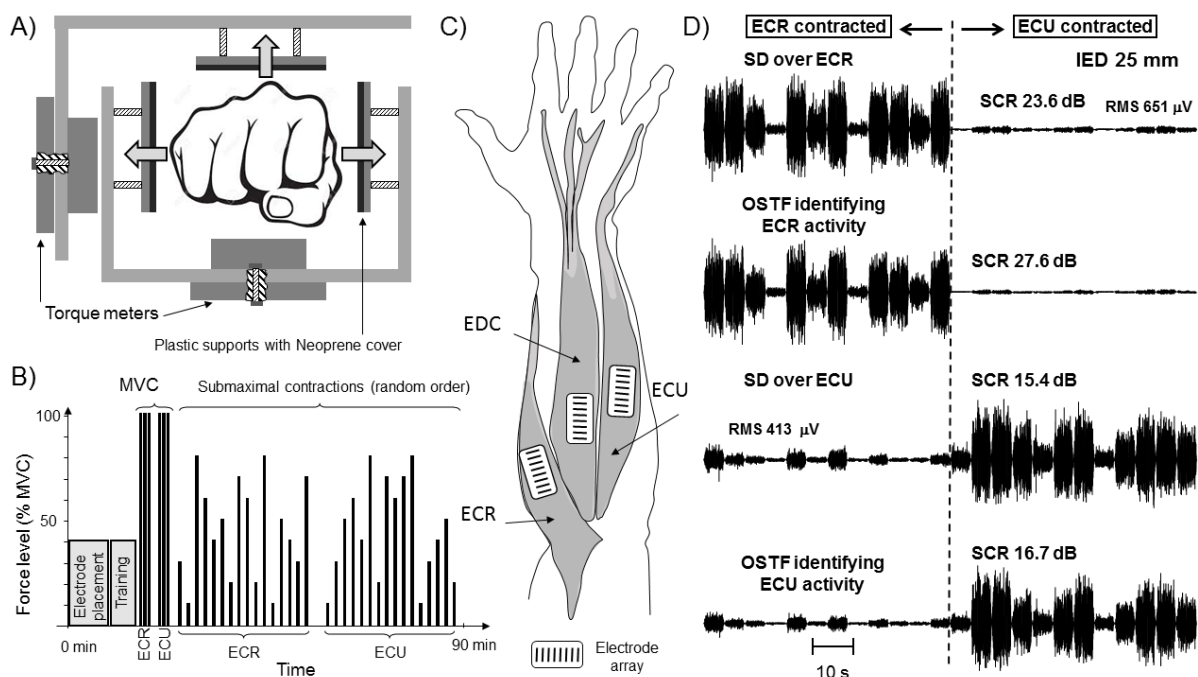 A)
Torque meters
Plastic supports with Neoprene cover
B)
MVC
Submaximal contractions (random order)
Force level (% MVC)
100
50
Electrode
placement
Training
0 min
ECR
ECU
ECR
ECU
90 min
Time
C)
EDC
ECU
ECR
Electrode
array
D)
ECR contracted
ECU contracted
SD over ECR
IED 25 mm
SCR 23.6 dB
RMS 651 µV
OSTF identifying
ECR activity
SCR 27.6 dB
SD over ECU
SCR 15.4 dB
RMS 413 µV
OSTF identifying
ECU activity
SCR 16.7 dB
10 s